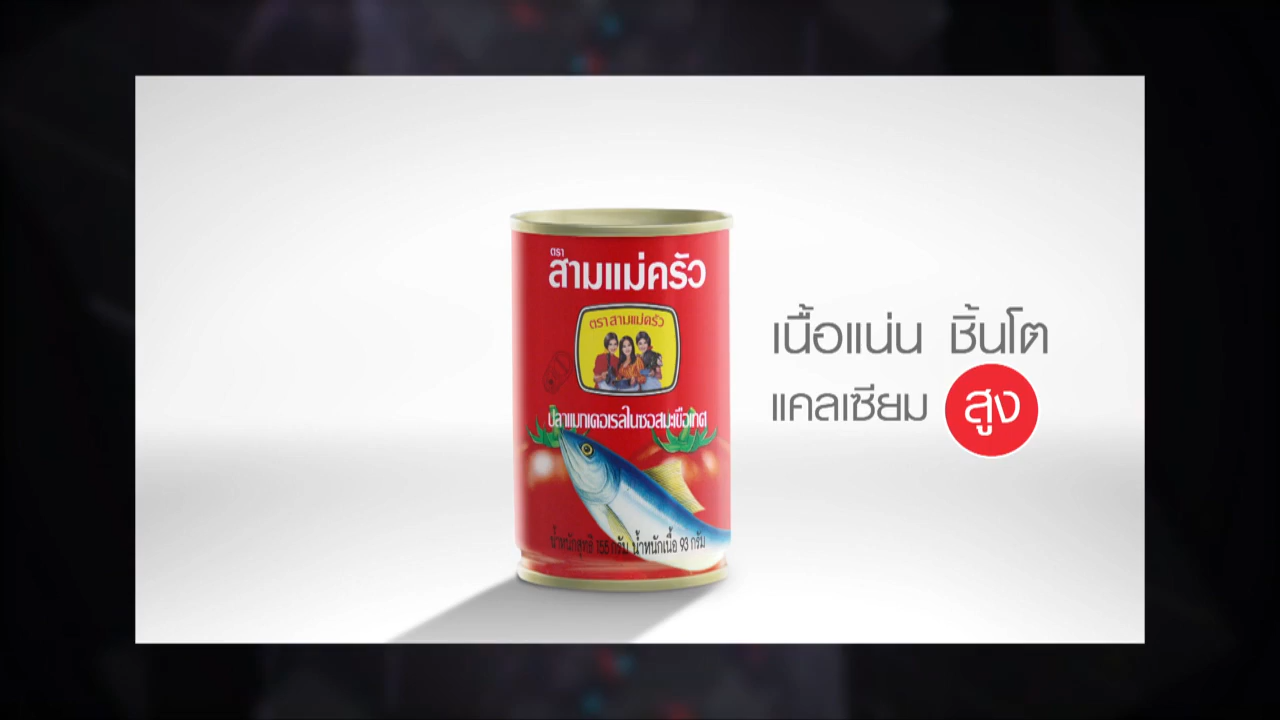 ตรา
สามแม่ครัว
ตราสามแม่ครัว
ปลาแมกเคอเรลในซอสมะเขือเทศ
น้ำหนักสุทธิ 155 กรัม น้ำหนักเนื้อ 93 กรัม
เนื้อแน่น ชิ้นโต
แคลเซียม สูง